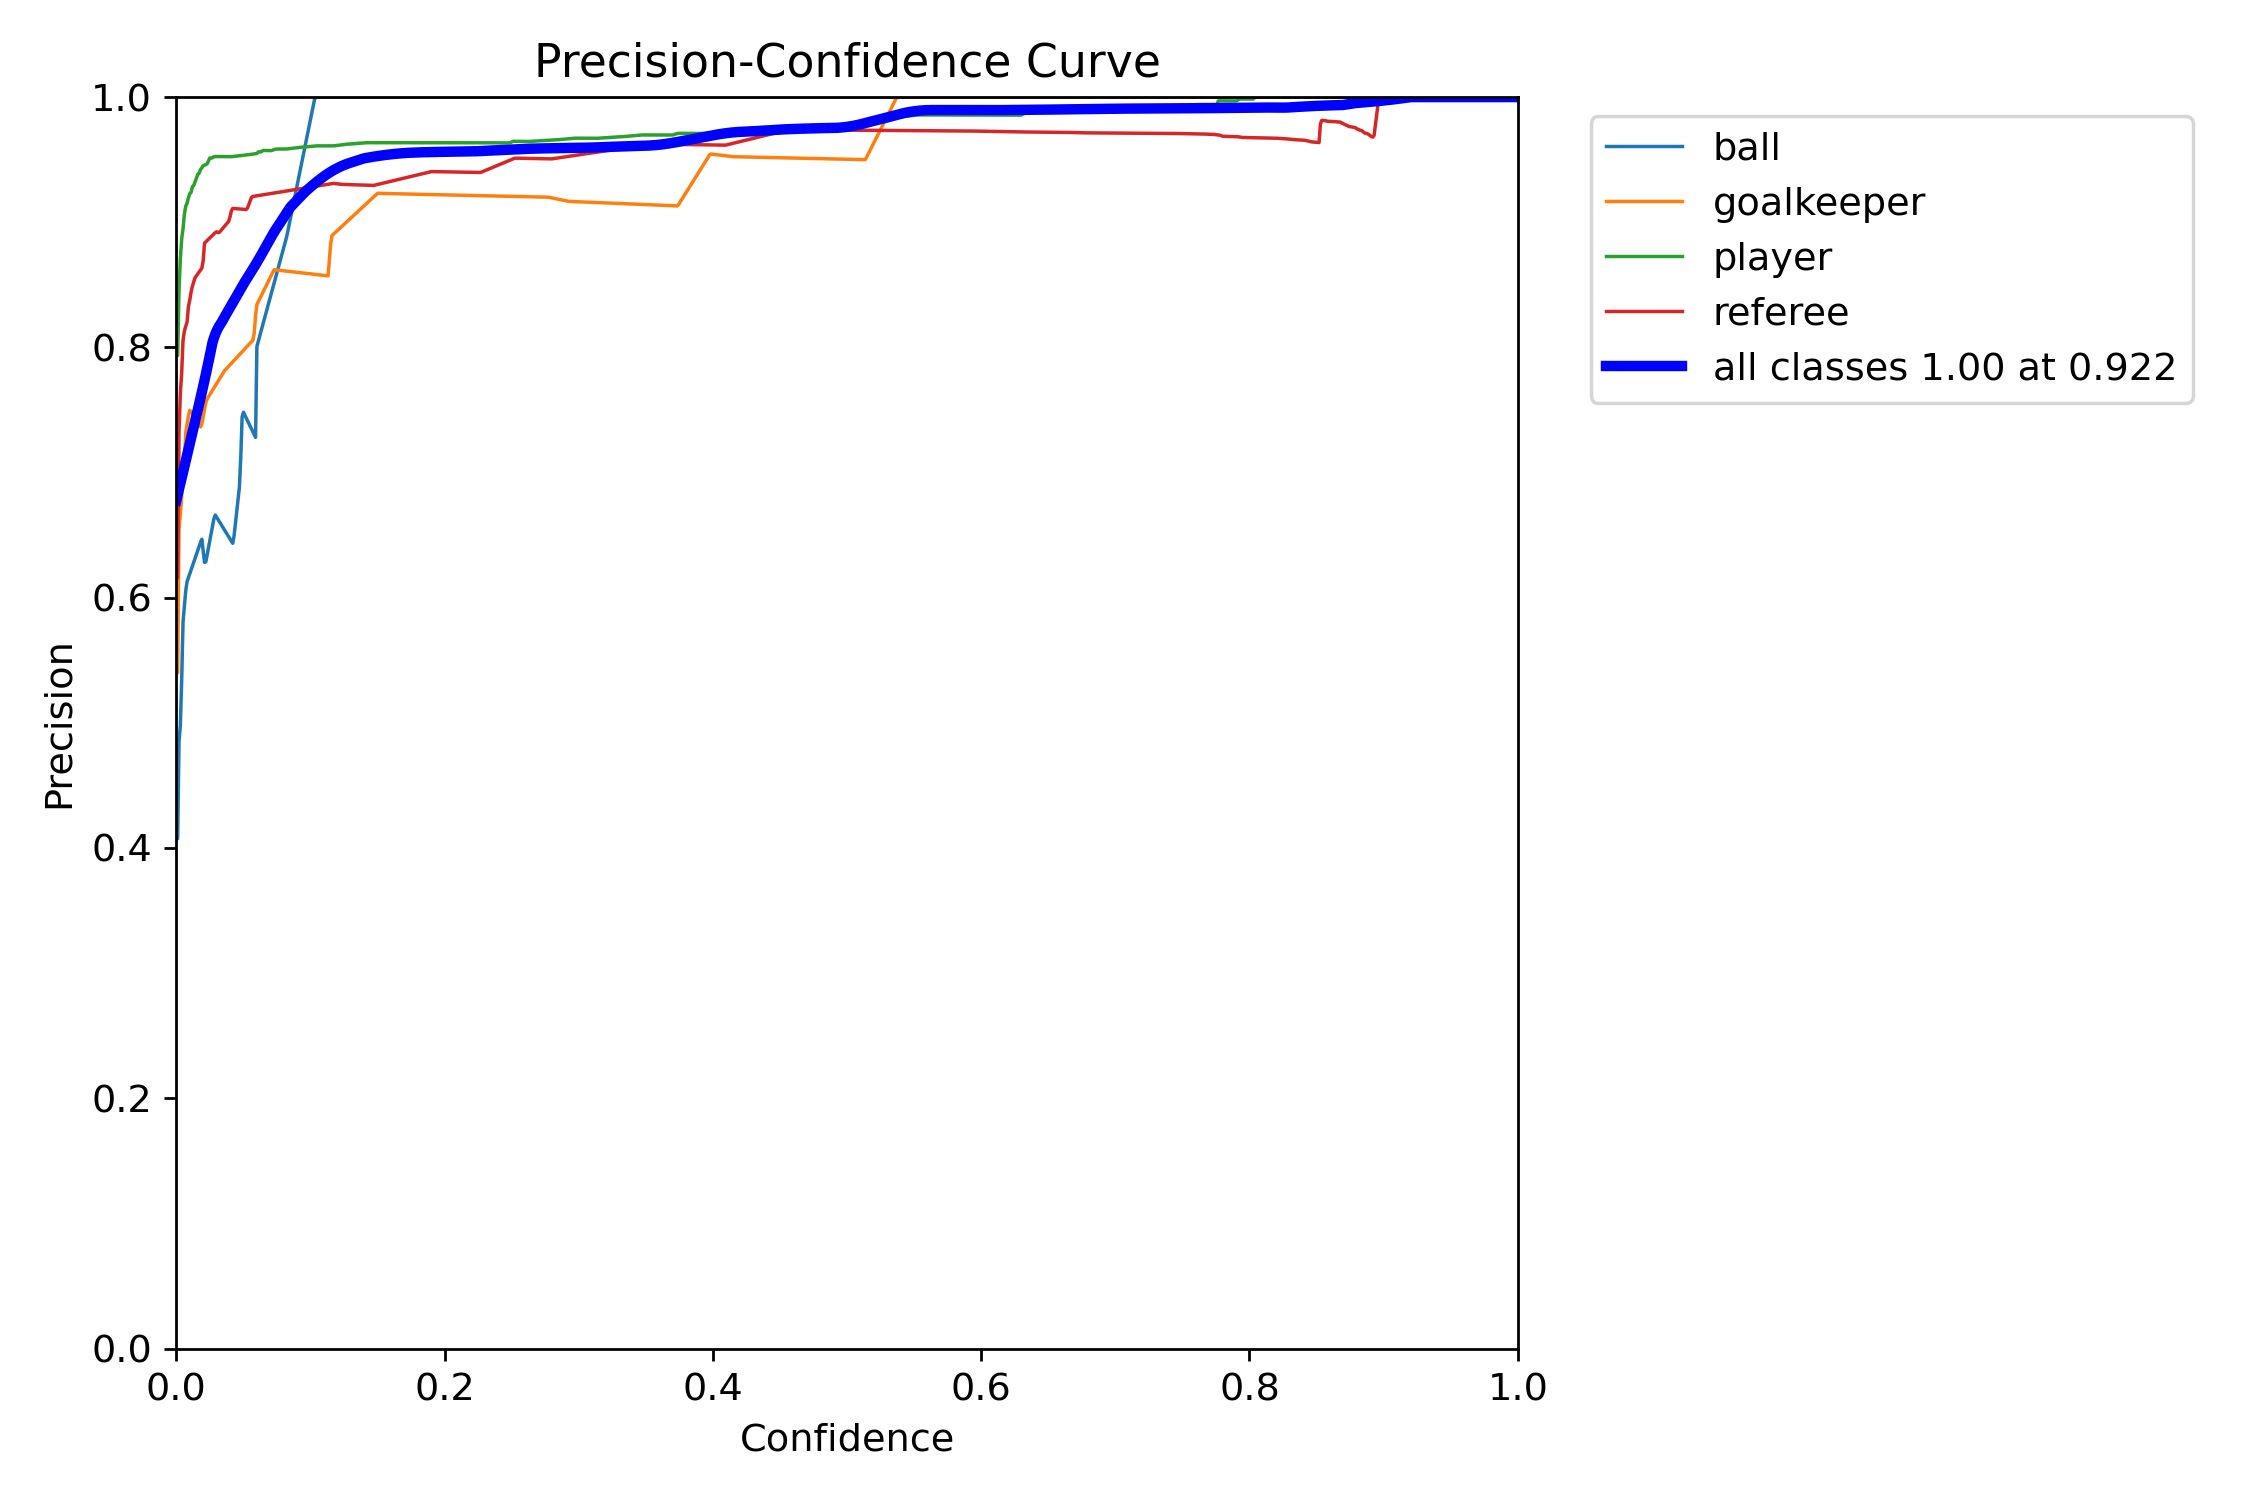 Precision-Confidence Curve
1.0
0.8
0.6
0.4
0.2
0.0
Precision
0.0 0.2 0.4 0.6 0.8 1.0
Confidence
ball
goalkeeper
player
referee
all classes 1.00 at 0.922